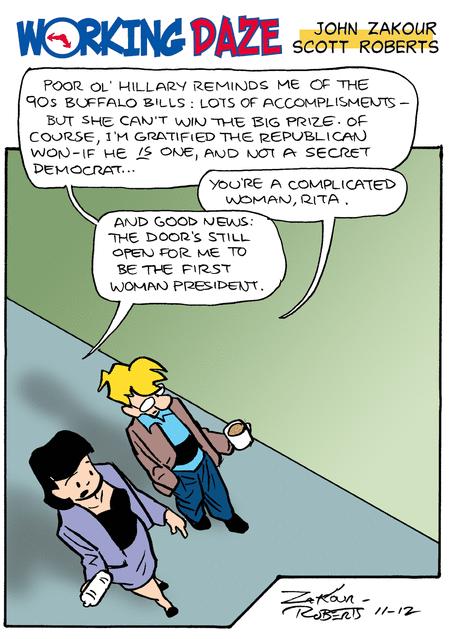 WORKING DAZE
JOHN ZAKOUR
SCOTT ROBERTS
POOR OL' HILLARY REMINDS ME OF THE
90s BUFFALO BILLS: LOTS OF ACCOMPLISMENTS –
BUT SHE CAN'T WIN THE BIG PRIZE. OF
COURSE, I'M GRATIFIED THE REPUBLICAN
WON–IF HE IS ONE, AND NOT A SECRET
DEMOCRAT...
YOU'RE A COMPLICATED
WOMAN, RITA.
AND GOOD NEWS:
THE DOOR'S STILL
OPEN FOR ME TO
BE THE FIRST
WOMAN PRESIDENT.
ZAKOUR –
ROBERTS 11-12